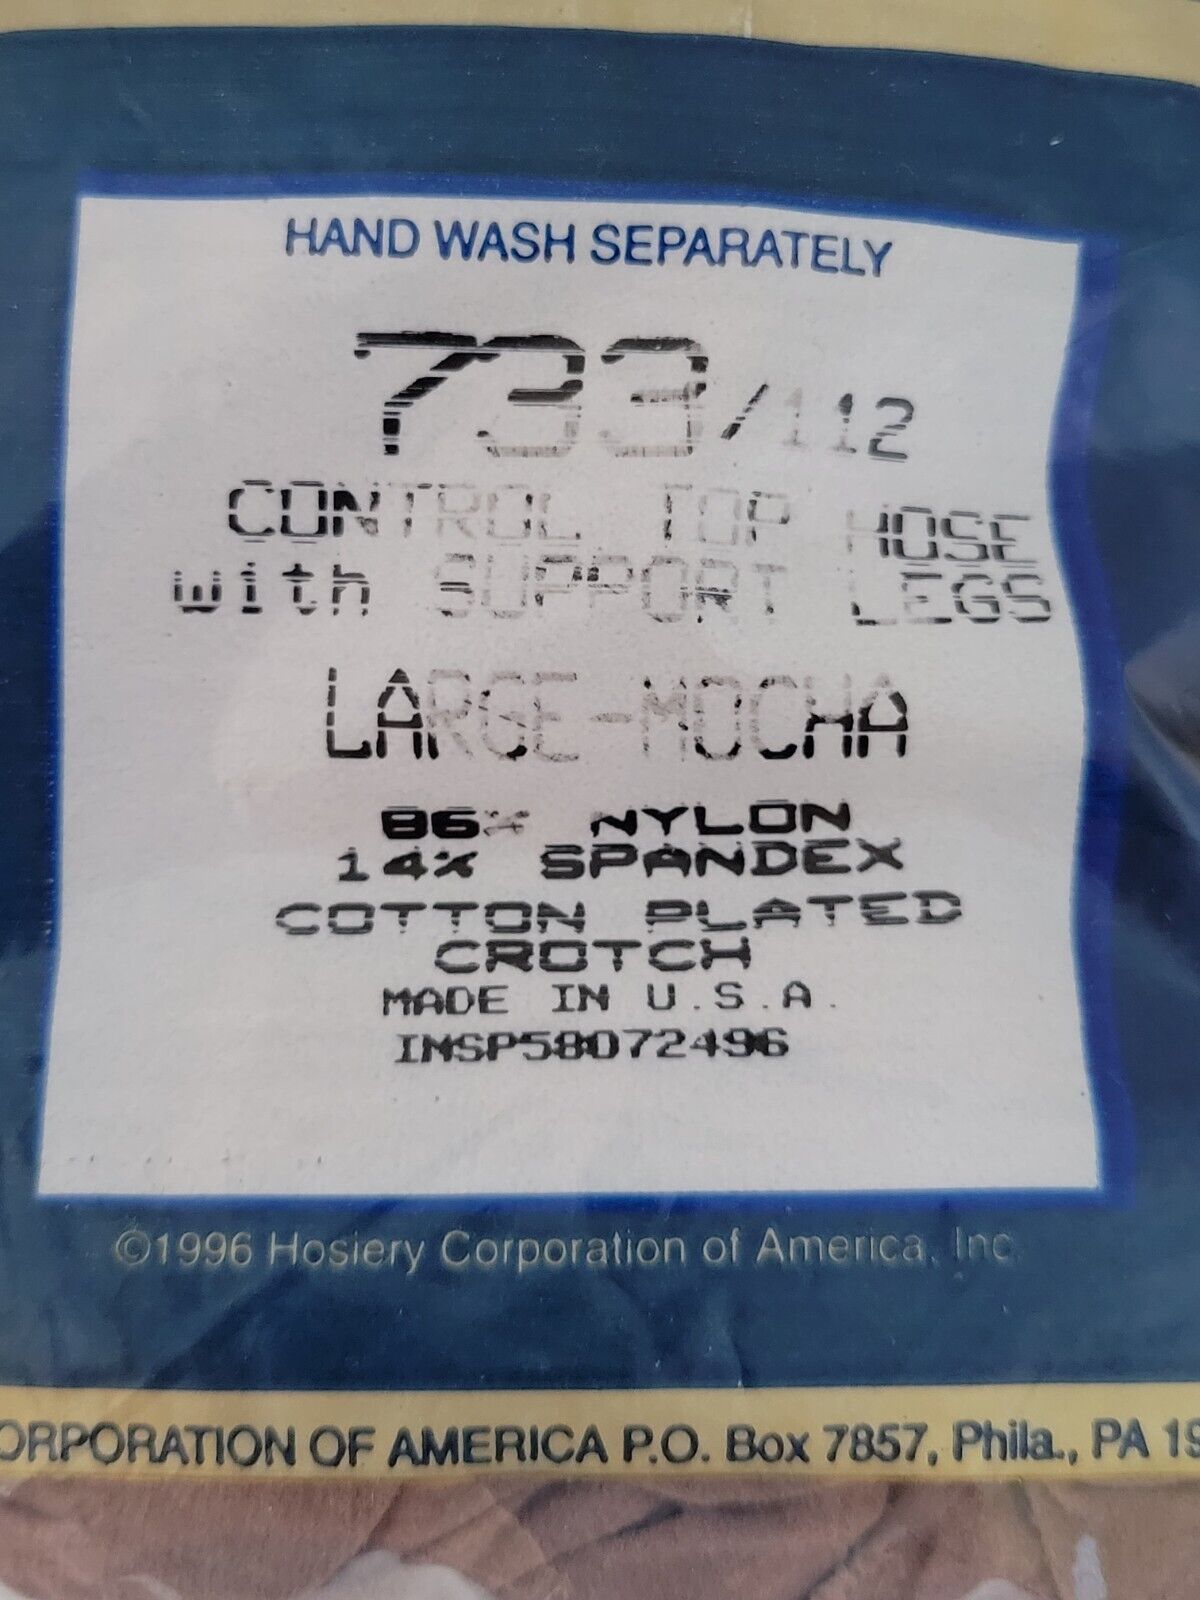 HAND WASH SEPARATELY
733/112
CONTROL TOP HOSE
with SUPPORT LEGS
LARGE-MOCHA
86% NYLON
14% SPANDEX
COTTON PLATED
CROTCH
MADE IN U.S.A.
INSP58072496
©1996 Hosiery Corporation of America, Inc.
ORPORATION OF AMERICA P.O. Box 7857, Phila., PA 19